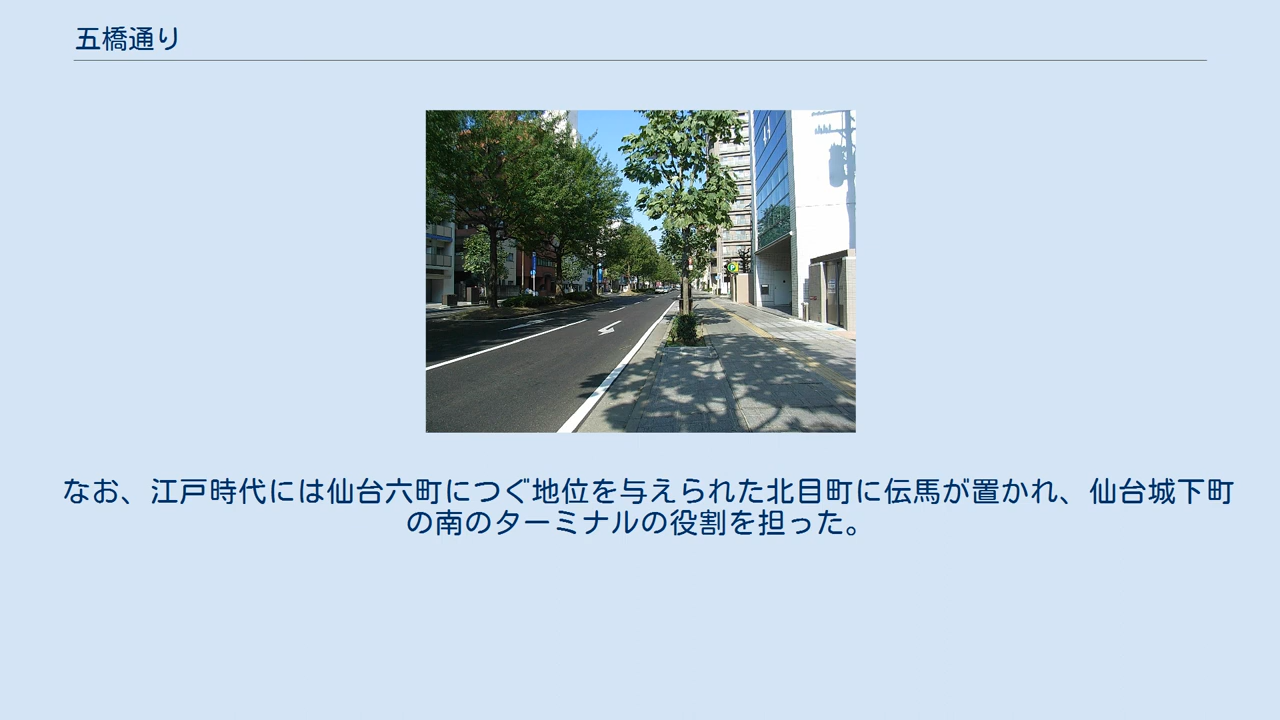 五橋通り
なお、江戸時代には仙台六町につぐ地位を与えられた北目町に伝馬が置かれ、仙台城下町
の南のターミナルの役割を担った。